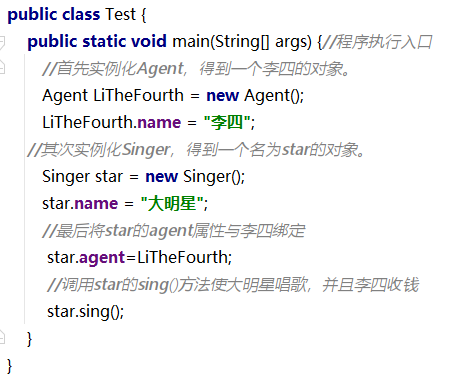 public class Test {
public static void main(String[] args) {//程序执行入口
//首先实例化Agent，得到一个李四的对象。
Agent LiTheFourth = new Agent();
LiTheFourth.name = "李四";
//其次实例化Singer，得到一个名为star的对象。
Singer star = new Singer();
star.name = "大明星";
//最后将star的agent属性与李四绑定
star.agent=LiTheFourth;
//调用star的sing()方法使大明星唱歌，并且李四收钱
star.sing();
}
}